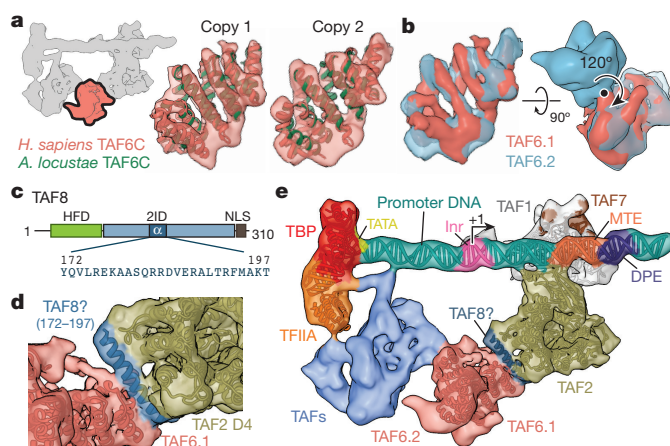 a
Copy 1
Copy 2
H. sapiens TAF6C
A. locustae TAF6C
b
120°
90°
TAF6.1
TAF6.2
c
TAF8
HFD
2ID
NLS
1
α
310
172
197
YQVLREKAASQRRDVERALTRFMAKT
d
TAF8?
(172–197)
TAF2 D4
TAF6.1
e
Promoter DNA
TAF1
TAF7
+1
TBP
TATA
Inr
MTE
DPE
TFIIA
TAF8?
TAF2
TAFs
TAF6.2
TAF6.1